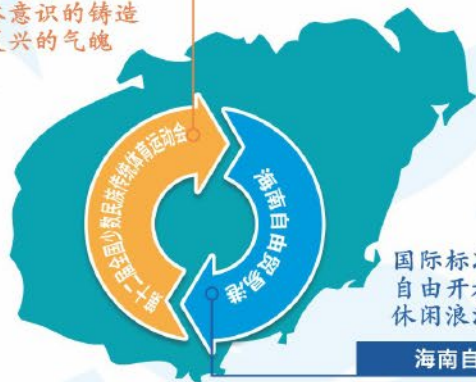 意识的铸造
兴的气魄
第十二届全国少数民族传统体育运动会
海南自由贸易港
国际标
自由开
休闲浪
海南自